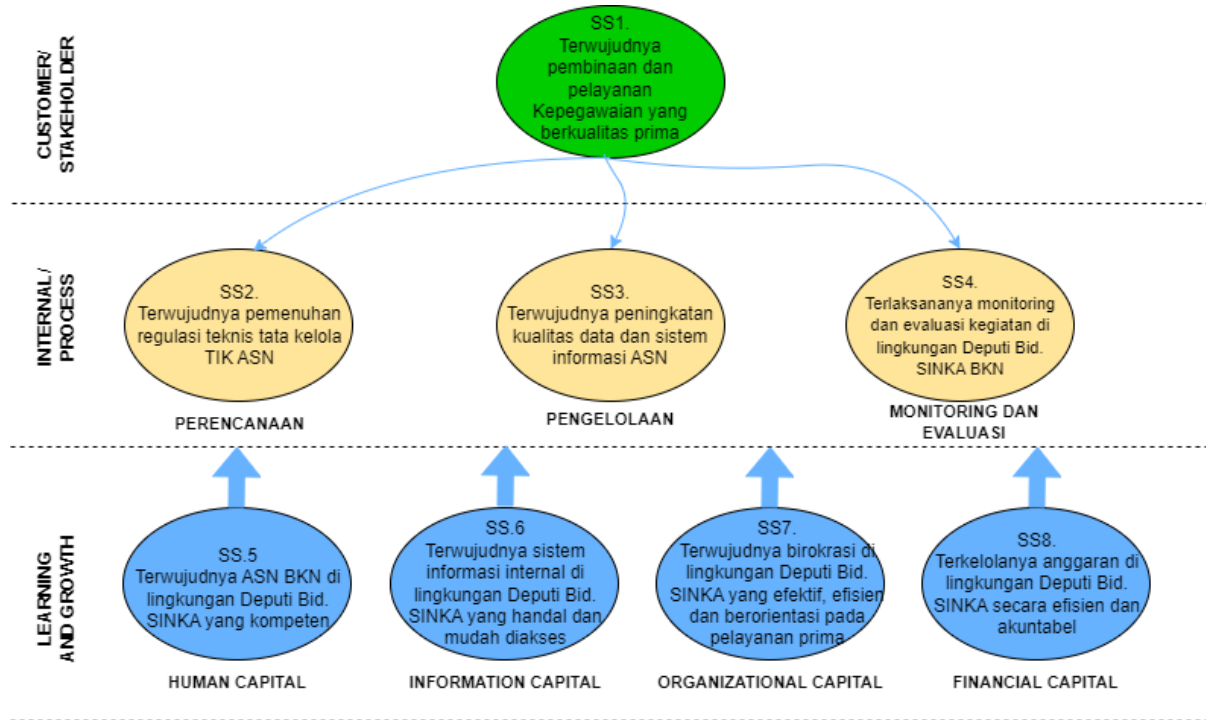 CUSTOMER/
STAKEHOLDER
SS1.
Terwujudnya
pembinaan dan
pelayanan
Kepegawaian yang
berkualitas prima
INTERNAL/
PROCESS
SS2.
Terwujudnya pemenuhan
regulasi teknis tata kelola
TIK ASN
PERENCANAAN
SS3.
Terwujudnya peningkatan
kualitas data dan sistem
informasi ASN
PENGELOLAAN
SS4.
Terlaksananya monitoring
dan evaluasi kegiatan di
lingkungan Deputi Bid.
SINKA BKN
MONITORING DAN
EVALUASI
LEARNING
AND GROWTH
SS.5
Terwujudnya ASN BKN di
lingkungan Deputi Bid.
SINKA yang kompeten
HUMAN CAPITAL
SS.6
Terwujudnya sistem
informasi internal di
lingkungan Deputi Bid.
SINKA yang handal dan
mudah diakses
INFORMATION CAPITAL
SS7.
Terwujudnya birokrasi di
lingkungan Deputi Bid.
SINKA yang efektif, efisien
dan berorientasi pada
pelayanan prima
ORGANIZATIONAL CAPITAL
SS8.
Terkelolanya anggaran di
lingkungan Deputi Bid.
SINKA secara efisien dan
akuntabel
FINANCIAL CAPITAL